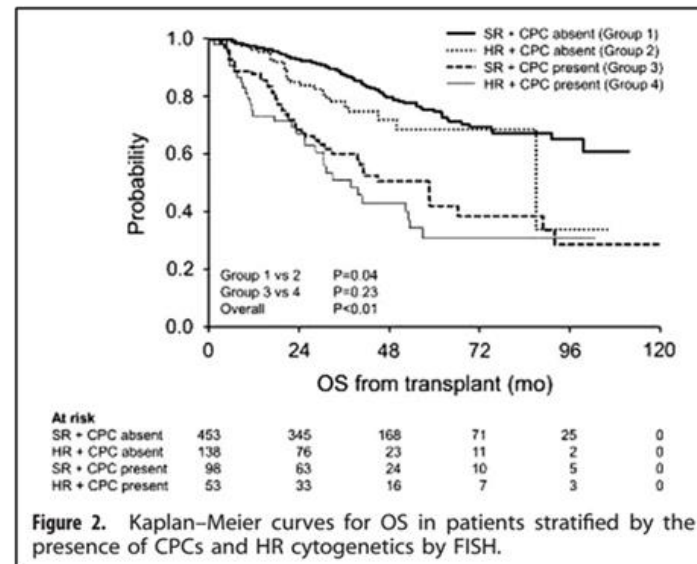 SR + CPC absent (Group 1)
HR + CPC absent (Group 2)
SR + CPC present (Group 3)
HR + CPC present (Group 4)
1.0
0.8
0.6
0.4
0.2
0.0
Probability
Group 1 vs 2 P=0.04
Group 3 vs 4 P=0.23
Overall P<0.01
0 24 48 72 96 120
OS from transplant (mo)
At risk
SR + CPC absent 453 345 168 71 25 0
HR + CPC absent 138 76 23 11 2 0
SR + CPC present 98 63 24 10 5 0
HR + CPC present 53 33 16 7 3 0
Figure 2. Kaplan–Meier curves for OS in patients stratified by the
presence of CPCs and HR cytogenetics by FISH.